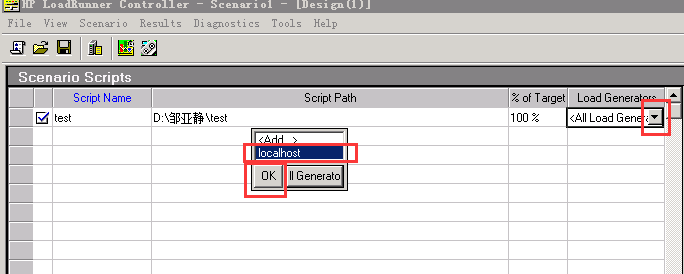 HP LoadRunner Controller - Scenario1 - [Design(1)]
File View Scenario Results Diagnostics Tools Help
Scenario Scripts
Script Name Script Path % of Target Load Generators
test D:\邹亚静\test 100 % <All Load Genera
<Add...>
localhost
OK ll Generato